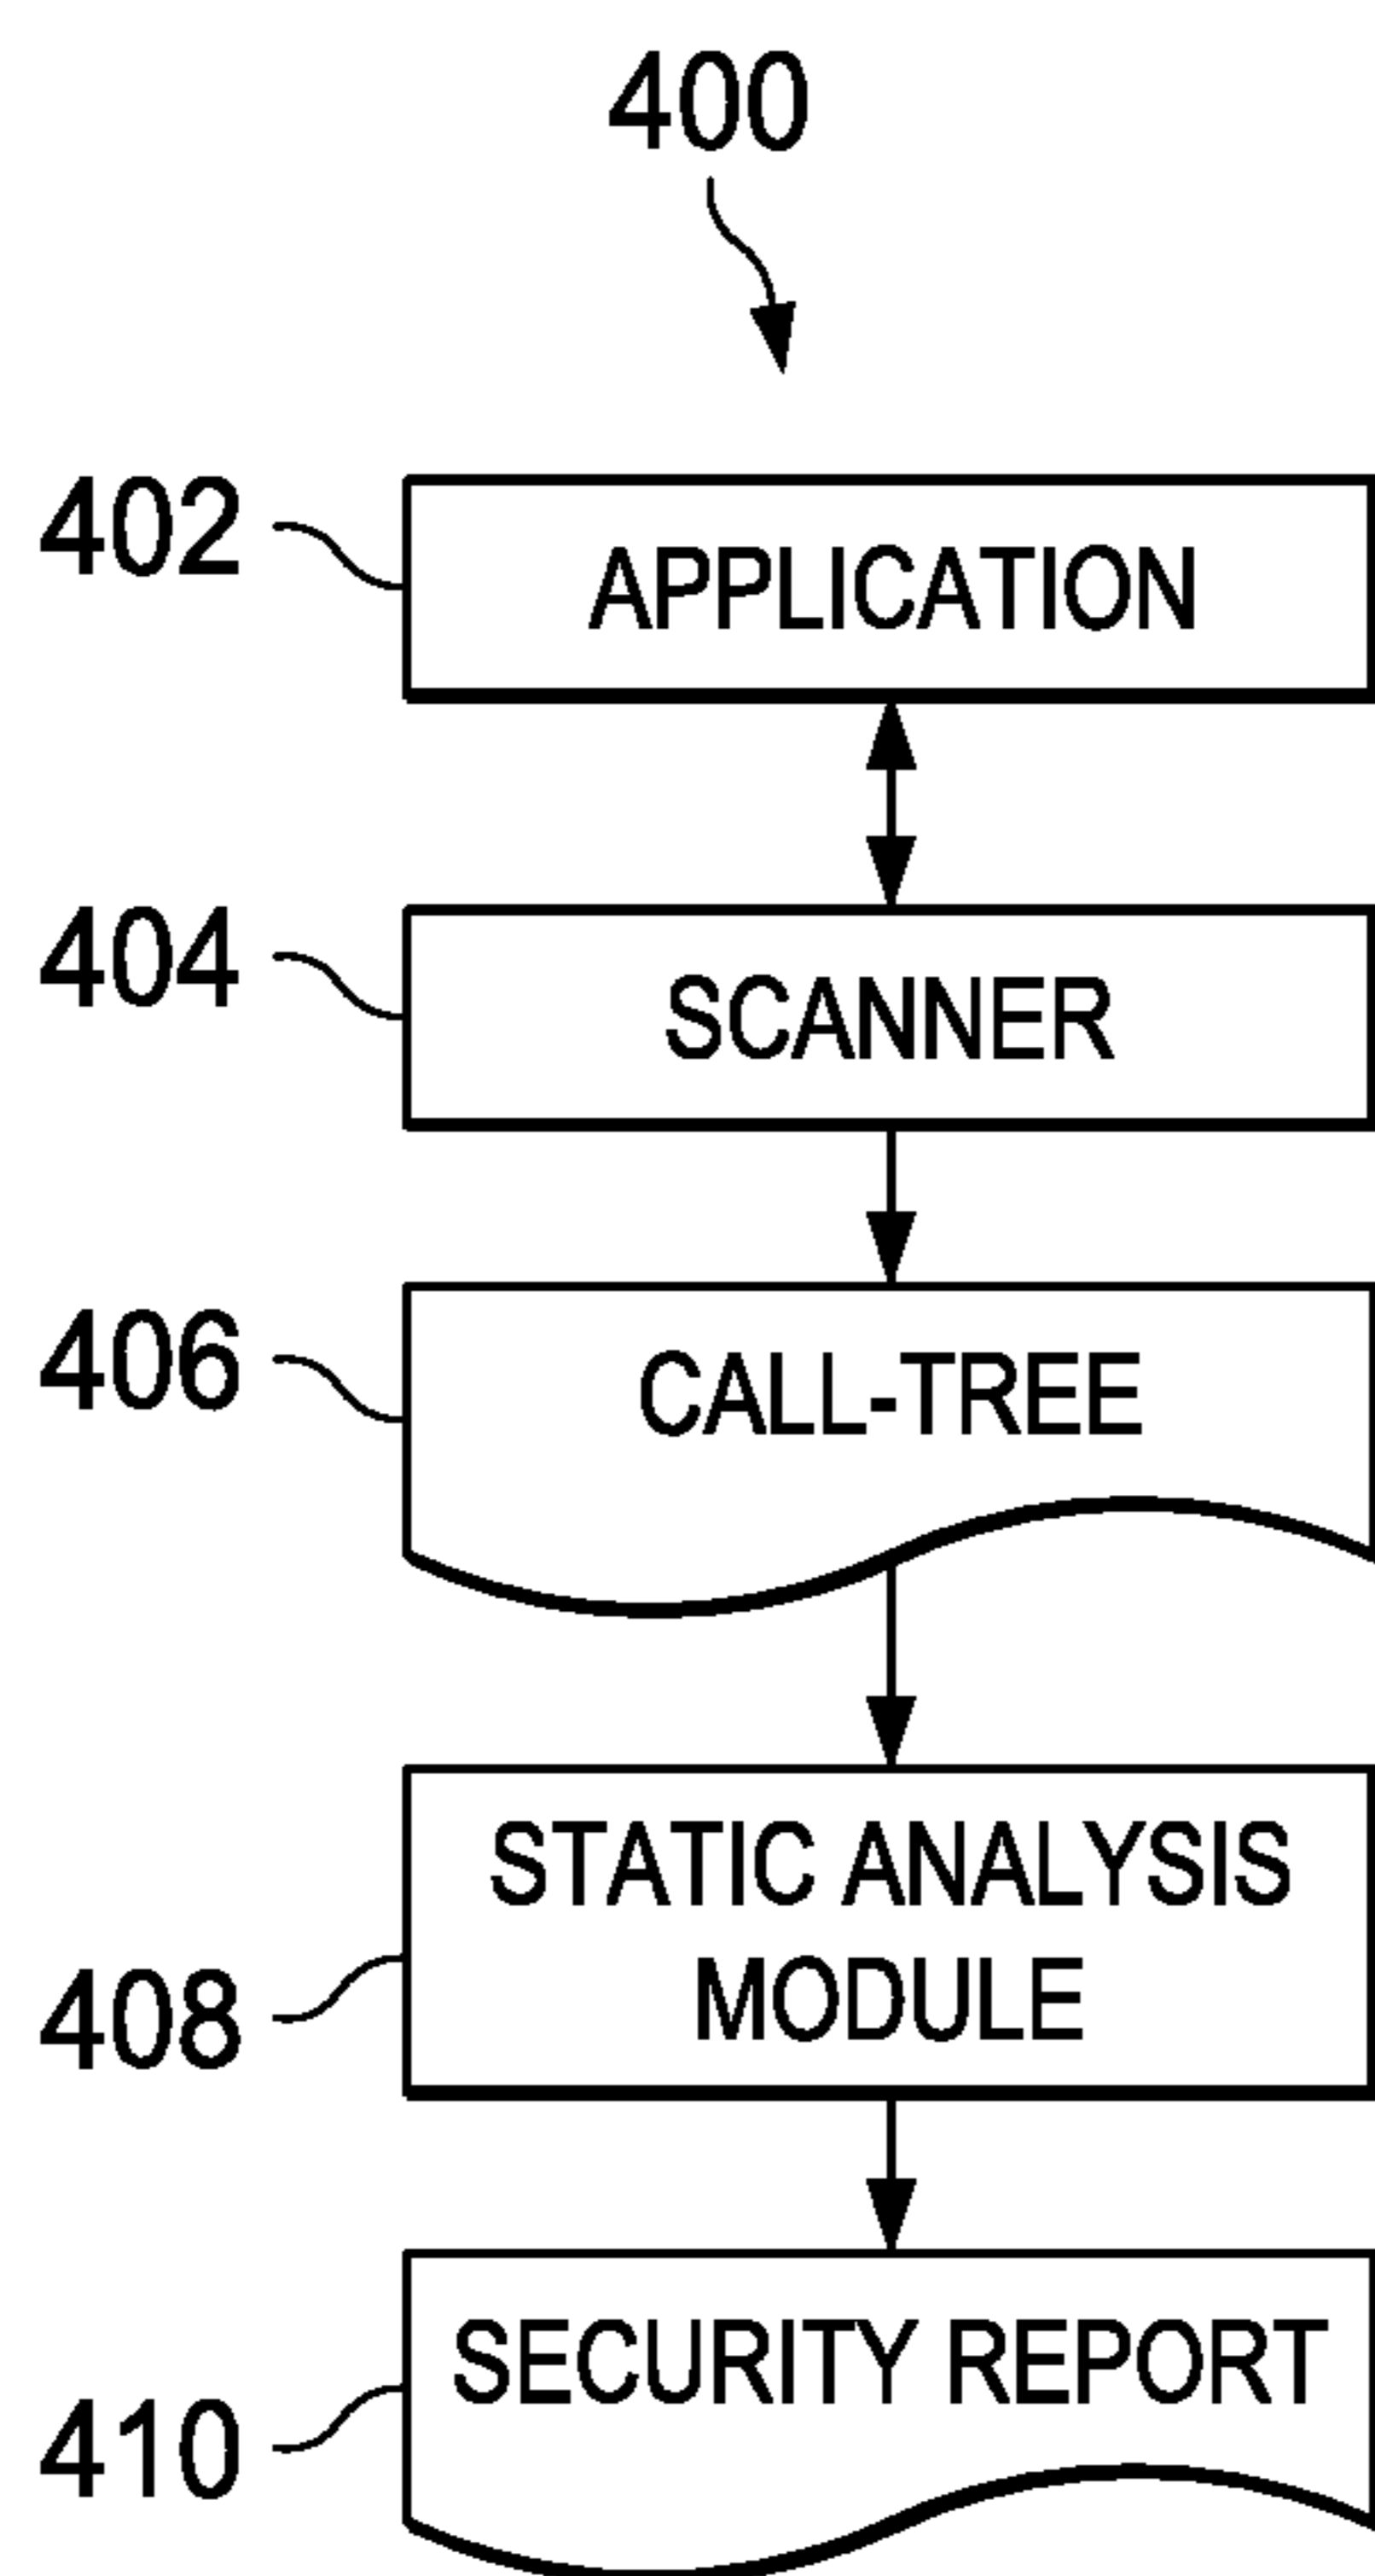 400
402
APPLICATION
404
SCANNER
406
CALL-TREE
STATIC ANALYSIS
MODULE
408
SECURITY REPORT
410